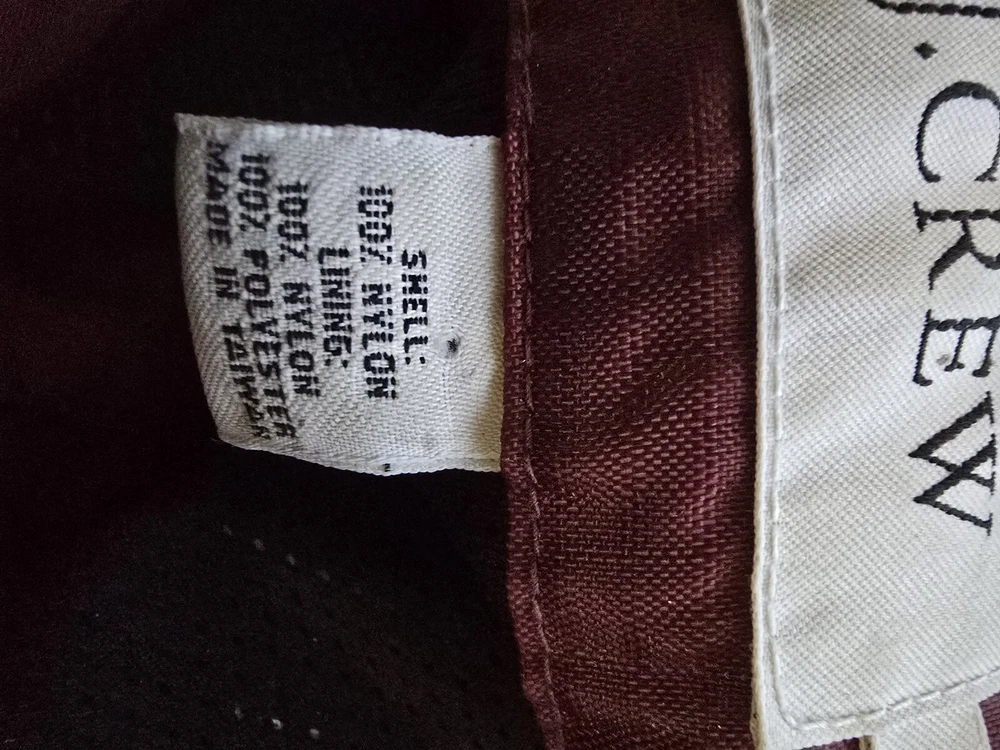 J.CREW
SHELL:
100% NYLON
LINING:
100% NYLON
100% POLYESTER
MADE IN TAIWAN